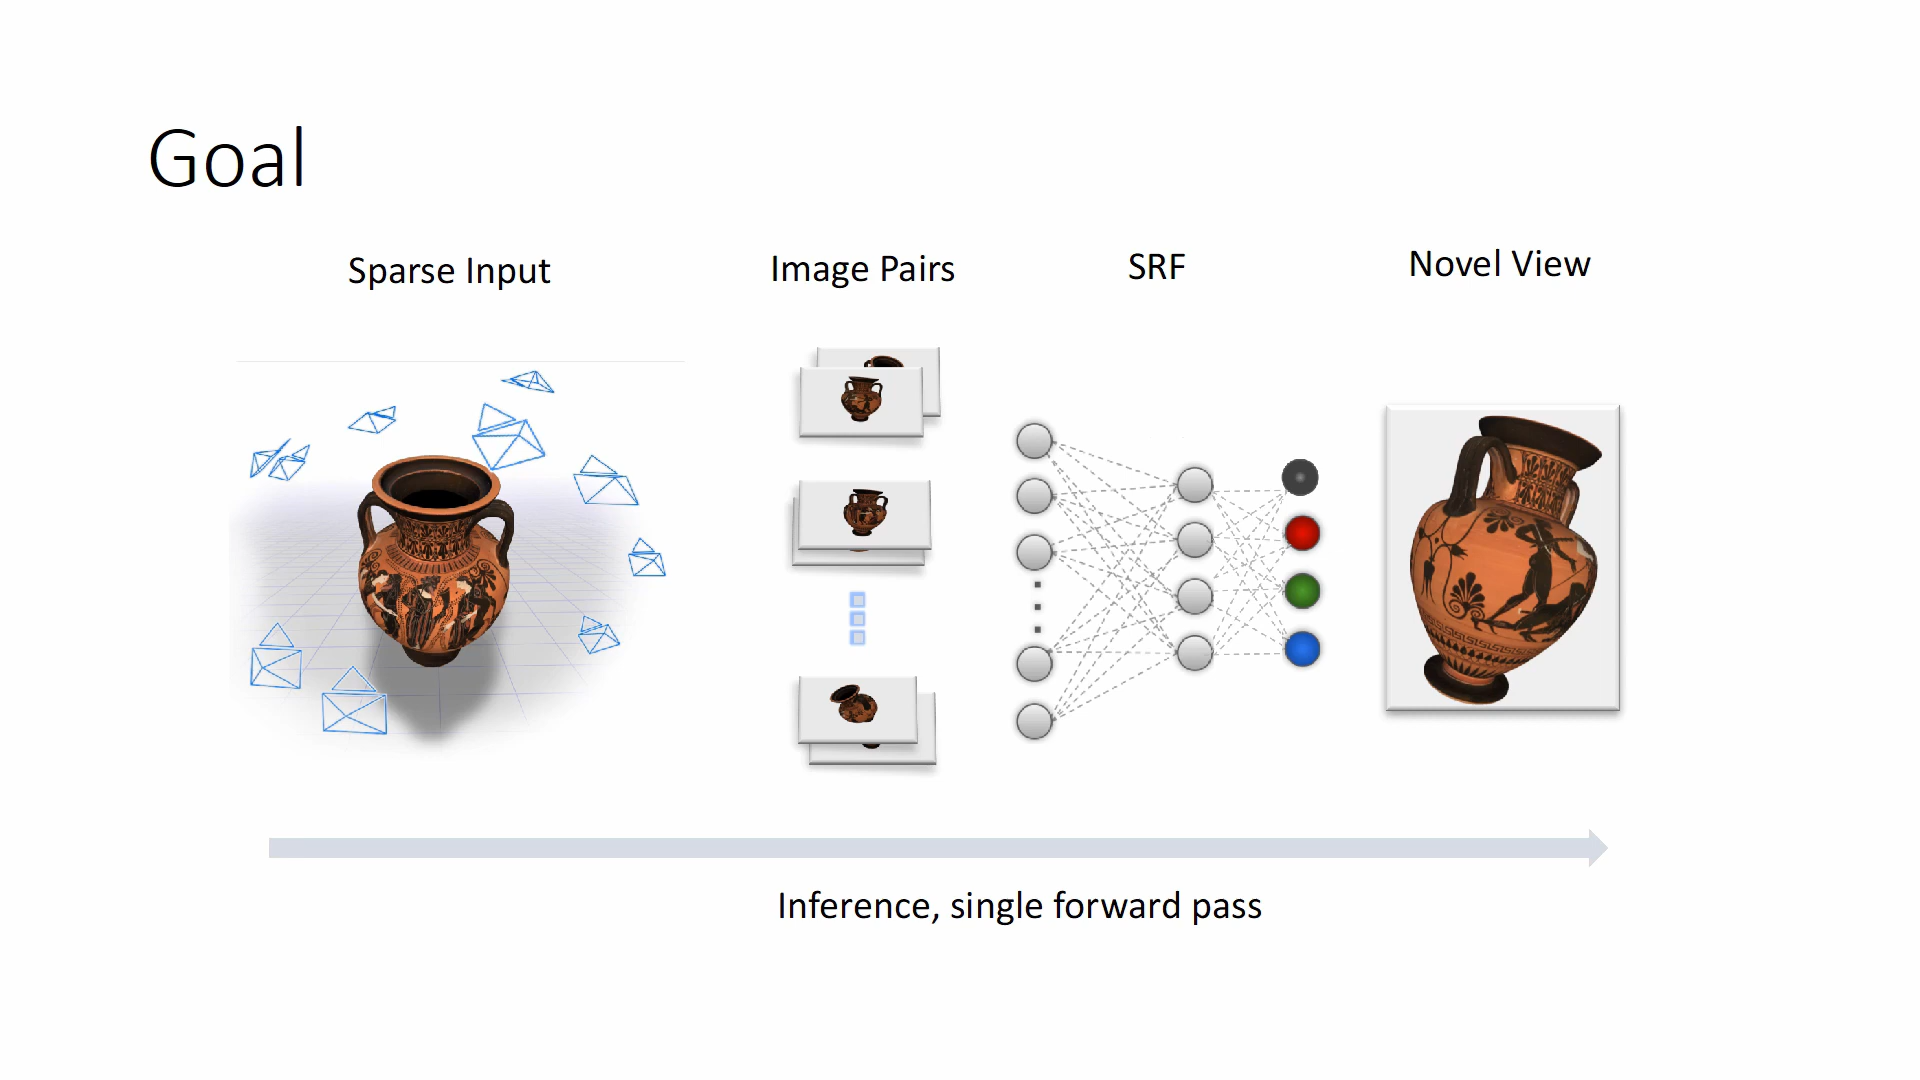 Goal
Sparse Input
Image Pairs
SRF
Novel View
Inference, single forward pass